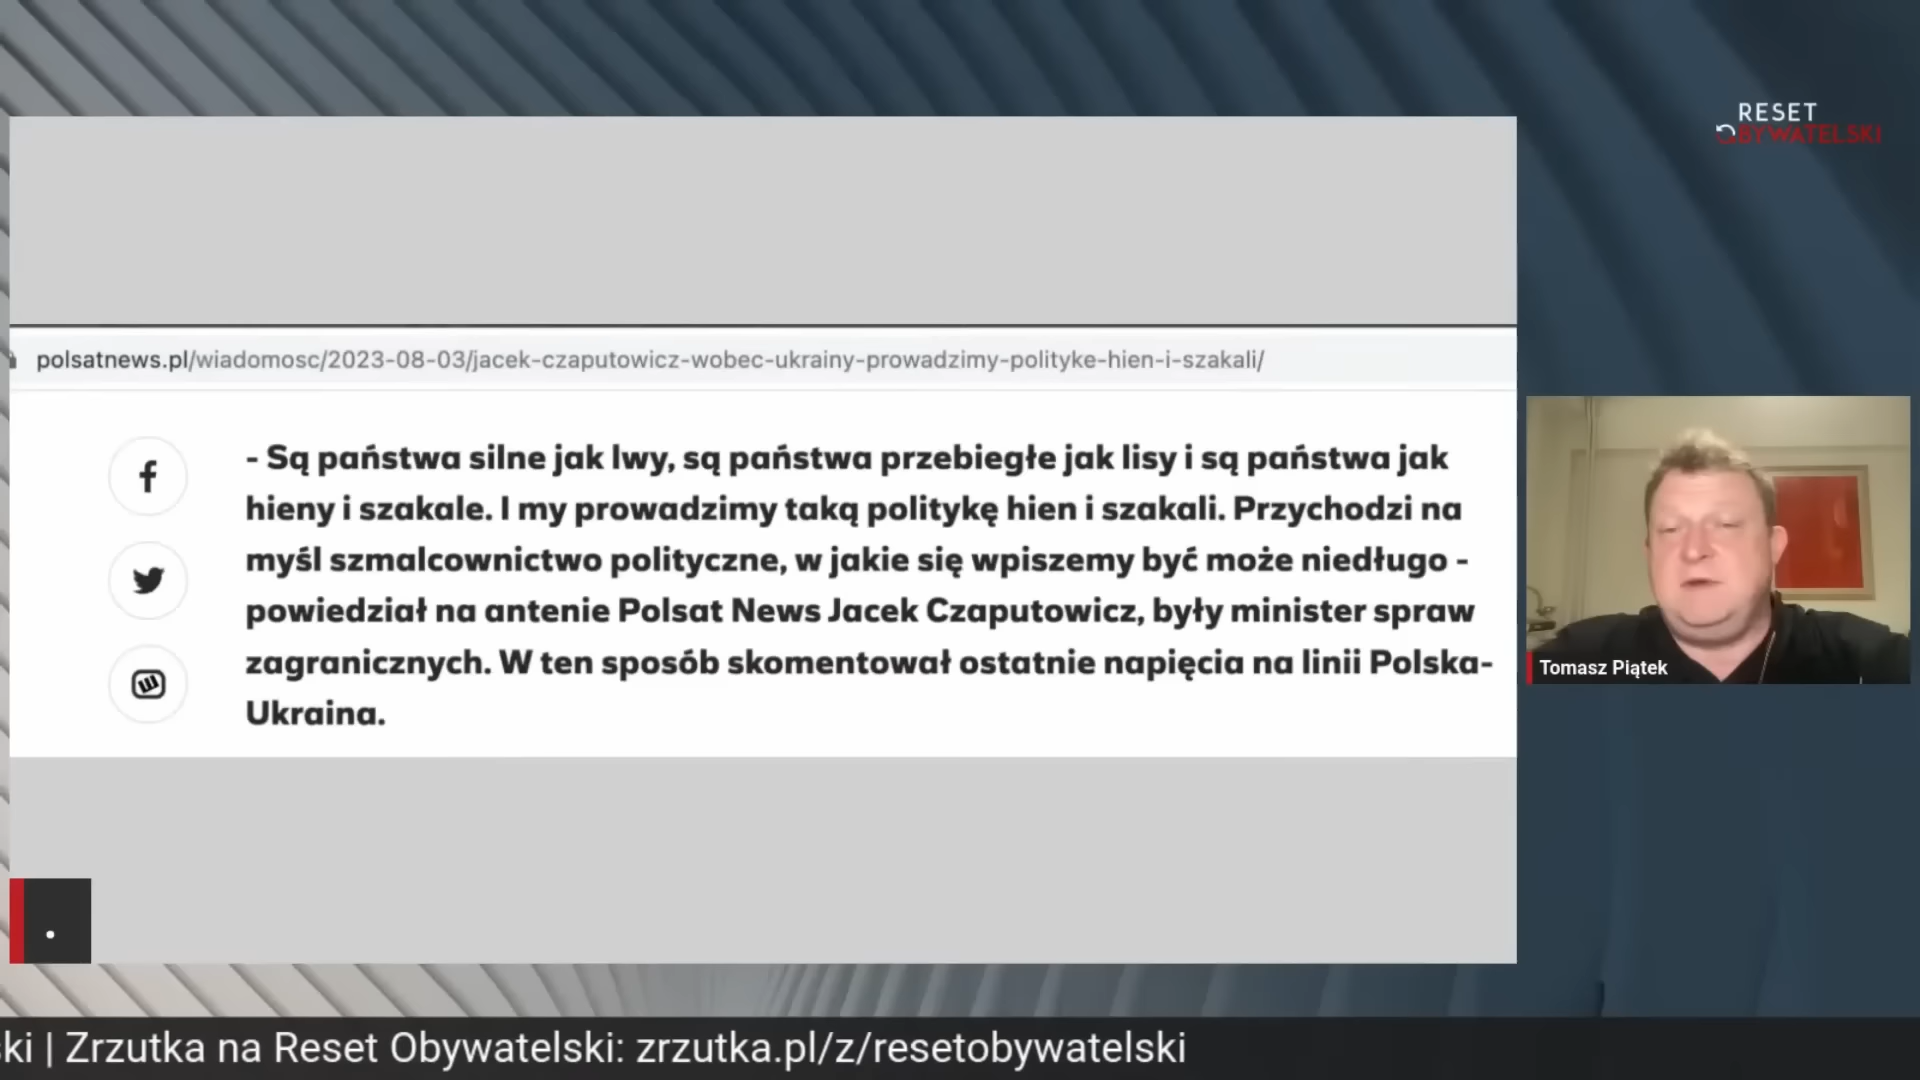 RESET
OBYWATELSKI
polsatnews.pl/wiadomosc/2023-08-03/jacek-czaputowicz-wobec-ukrainy-prowadzimy-polityke-hien-i-szakali/
- Są państwa silne jak lwy, są państwa przebiegłe jak lisy i są państwa jak
hieny i szakale. I my prowadzimy taką politykę hien i szakali. Przychodzi na
myśl szmalcownictwo polityczne, w jakie się wpiszemy być może niedługo -
powiedział na antenie Polsat News Jacek Czaputowicz, były minister spraw
zagranicznych. W ten sposób skomentował ostatnie napięcia na linii Polska-
Ukraina.
Tomasz Piątek
.
ki | Zrzutka na Reset Obywatelski: zrzutka.pl/z/resetobywatelski